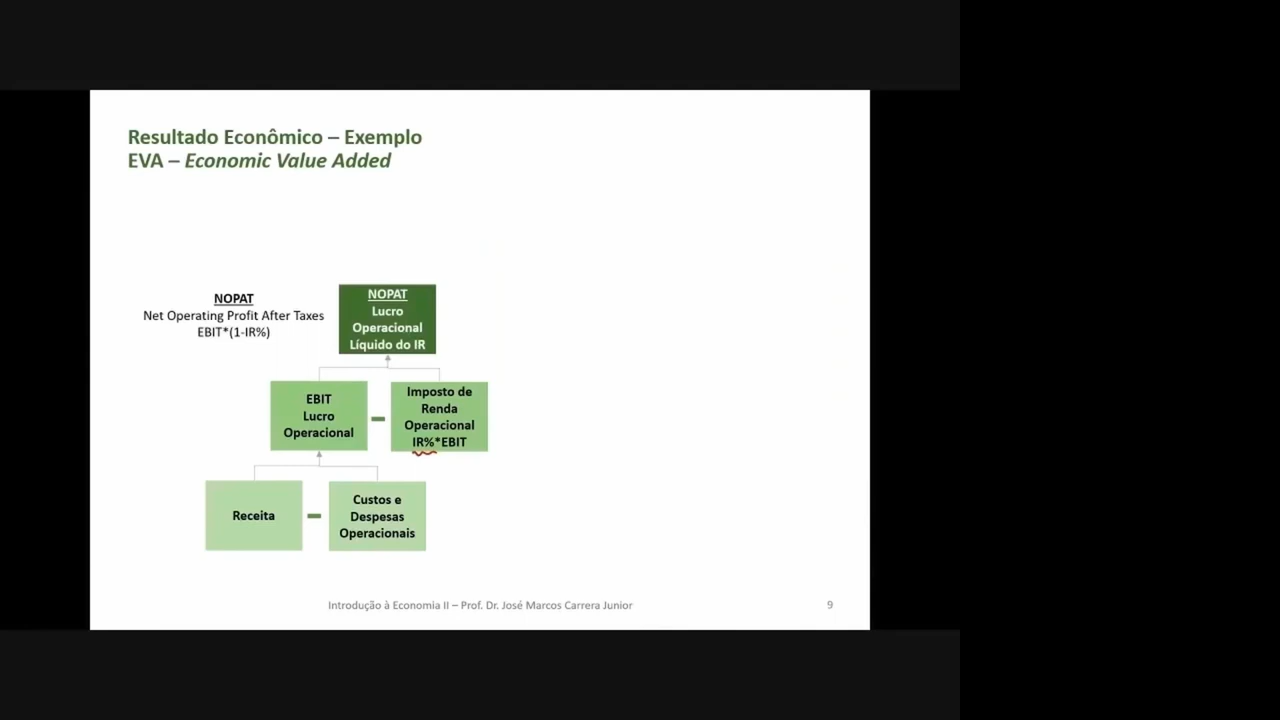 Resultado Econômico – Exemplo
EVA – Economic Value Added
NOPAT
Net Operating Profit After Taxes
EBIT*(1-IR%)
NOPAT
Lucro
Operacional
Líquido do IR
EBIT
Lucro
Operacional
Imposto de
Renda
Operacional
IR%*EBIT
Receita
Custos e
Despesas
Operacionais
Introdução à Economia II – Prof. Dr. José Marcos Carrera Junior
9